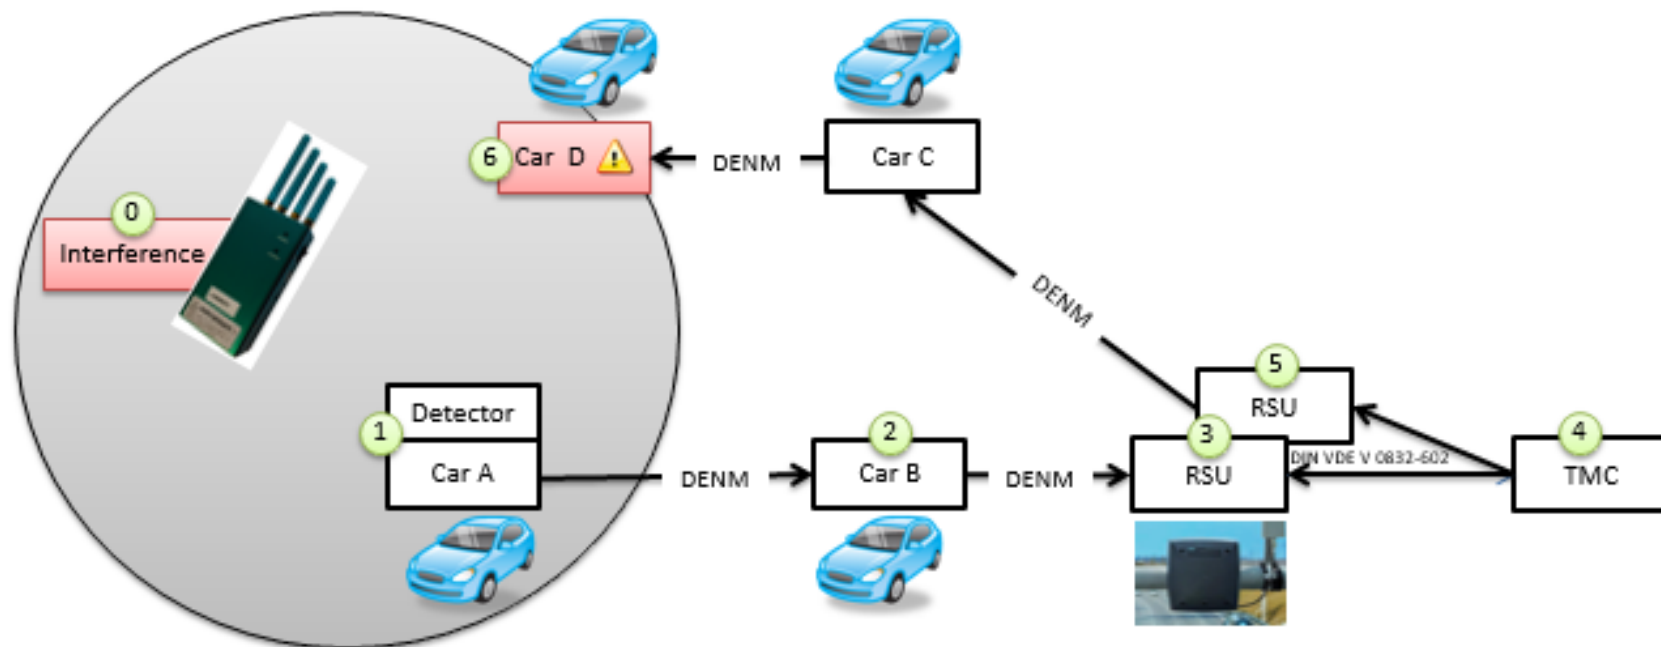 6
Car D
DENM
Car C
0
Interference
DENM
5
RSU
Detector
1
Car A
DENM
2
Car B
DENM
3
RSU
DIN VDE V 0832-602
4
TMC